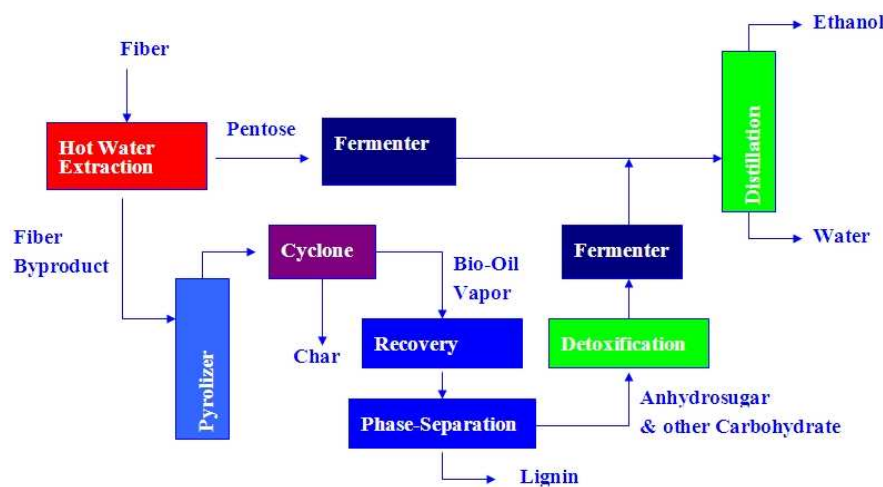 Ethanol
Fiber
Pentose
Fermenter
Hot Water
Extraction
Distillation
Fiber
Byproduct
Cyclone
Bio-Oil
Vapor
Fermenter
Water
Pyrolizer
Char
Recovery
Detoxification
Phase-Separation
Anhydrosugar
& other Carbohydrate
Lignin